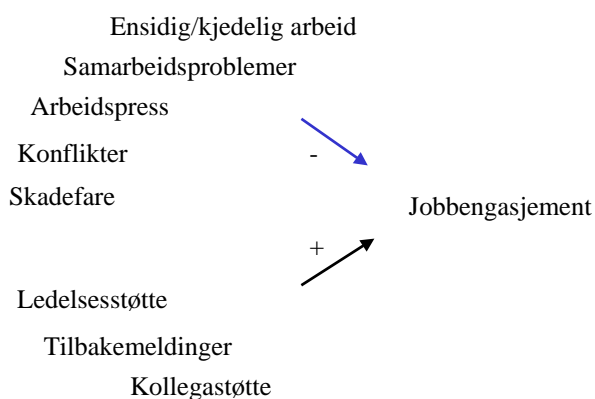 Ensidig/kjedelig arbeid
Samarbeidsproblemer
Arbeidspress
Konflikter
-
Skadefare
Jobbengasjement
+
Ledelsesstøtte
Tilbakemeldinger
Kollegastøtte